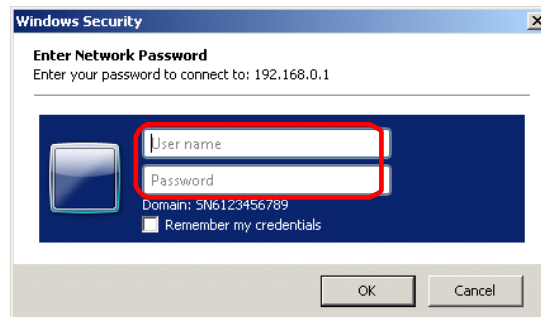 Windows Security
Enter Network Password
Enter your password to connect to: 192.168.0.1
User name
Password
Domain: SN6123456789
Remember my credentials
OK Cancel